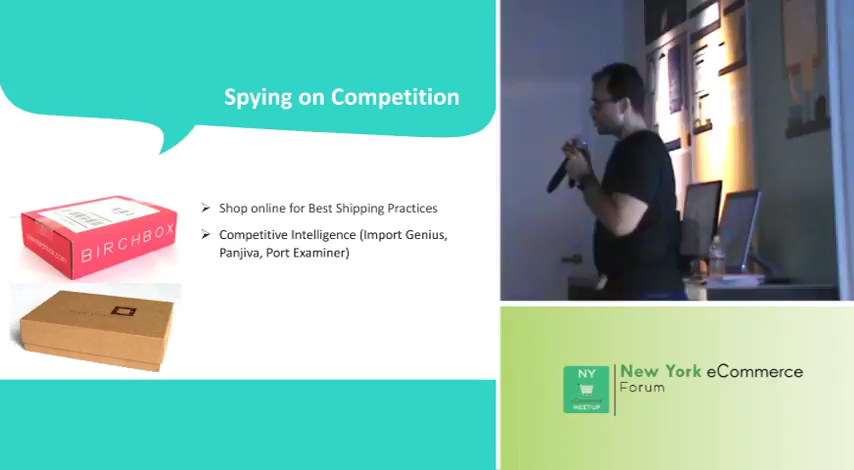 Spying on Competition
Shop online for Best Shipping Practices
Competitive Intelligence (Import Genius,
Panjiva, Port Examiner)
BIRCHBOX
NY
MEETUP
New York eCommerce
Forum